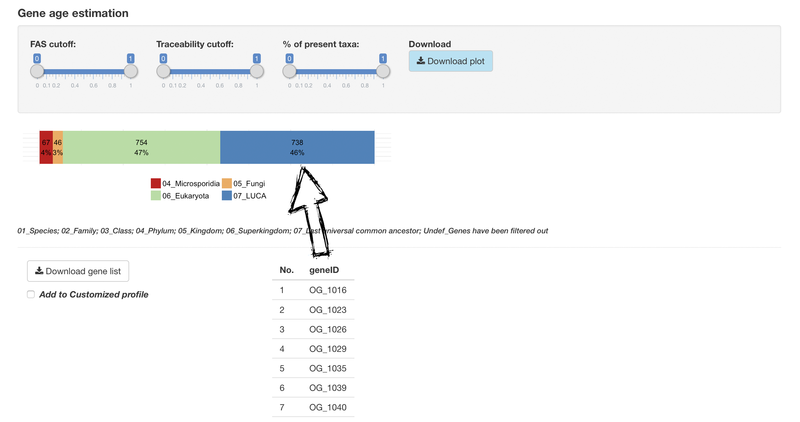 Gene age estimation
FAS cutoff: Traceability cutoff: % of present taxa: Download
0 1 0 1 0 1
Download plot
0 0.1 0.2 0.4 0.6 0.8 1 0 0.1 0.2 0.4 0.6 0.8 1 0 0.1 0.2 0.4 0.6 0.8 1
67 46 754 738
4% 3% 47% 46%
04_Microsporidia 05_Fungi
06_Eukaryota 07_LUCA
01_Species; 02_Family; 03_Class; 04_Phylum; 05_Kingdom; 06_Superkingdom; 07_Last universal common ancestor; Undef_Genes have been filtered out
Download gene list
Add to Customized profile
No. geneID
1 OG_1016
2 OG_1023
3 OG_1026
4 OG_1029
5 OG_1035
6 OG_1039
7 OG_1040